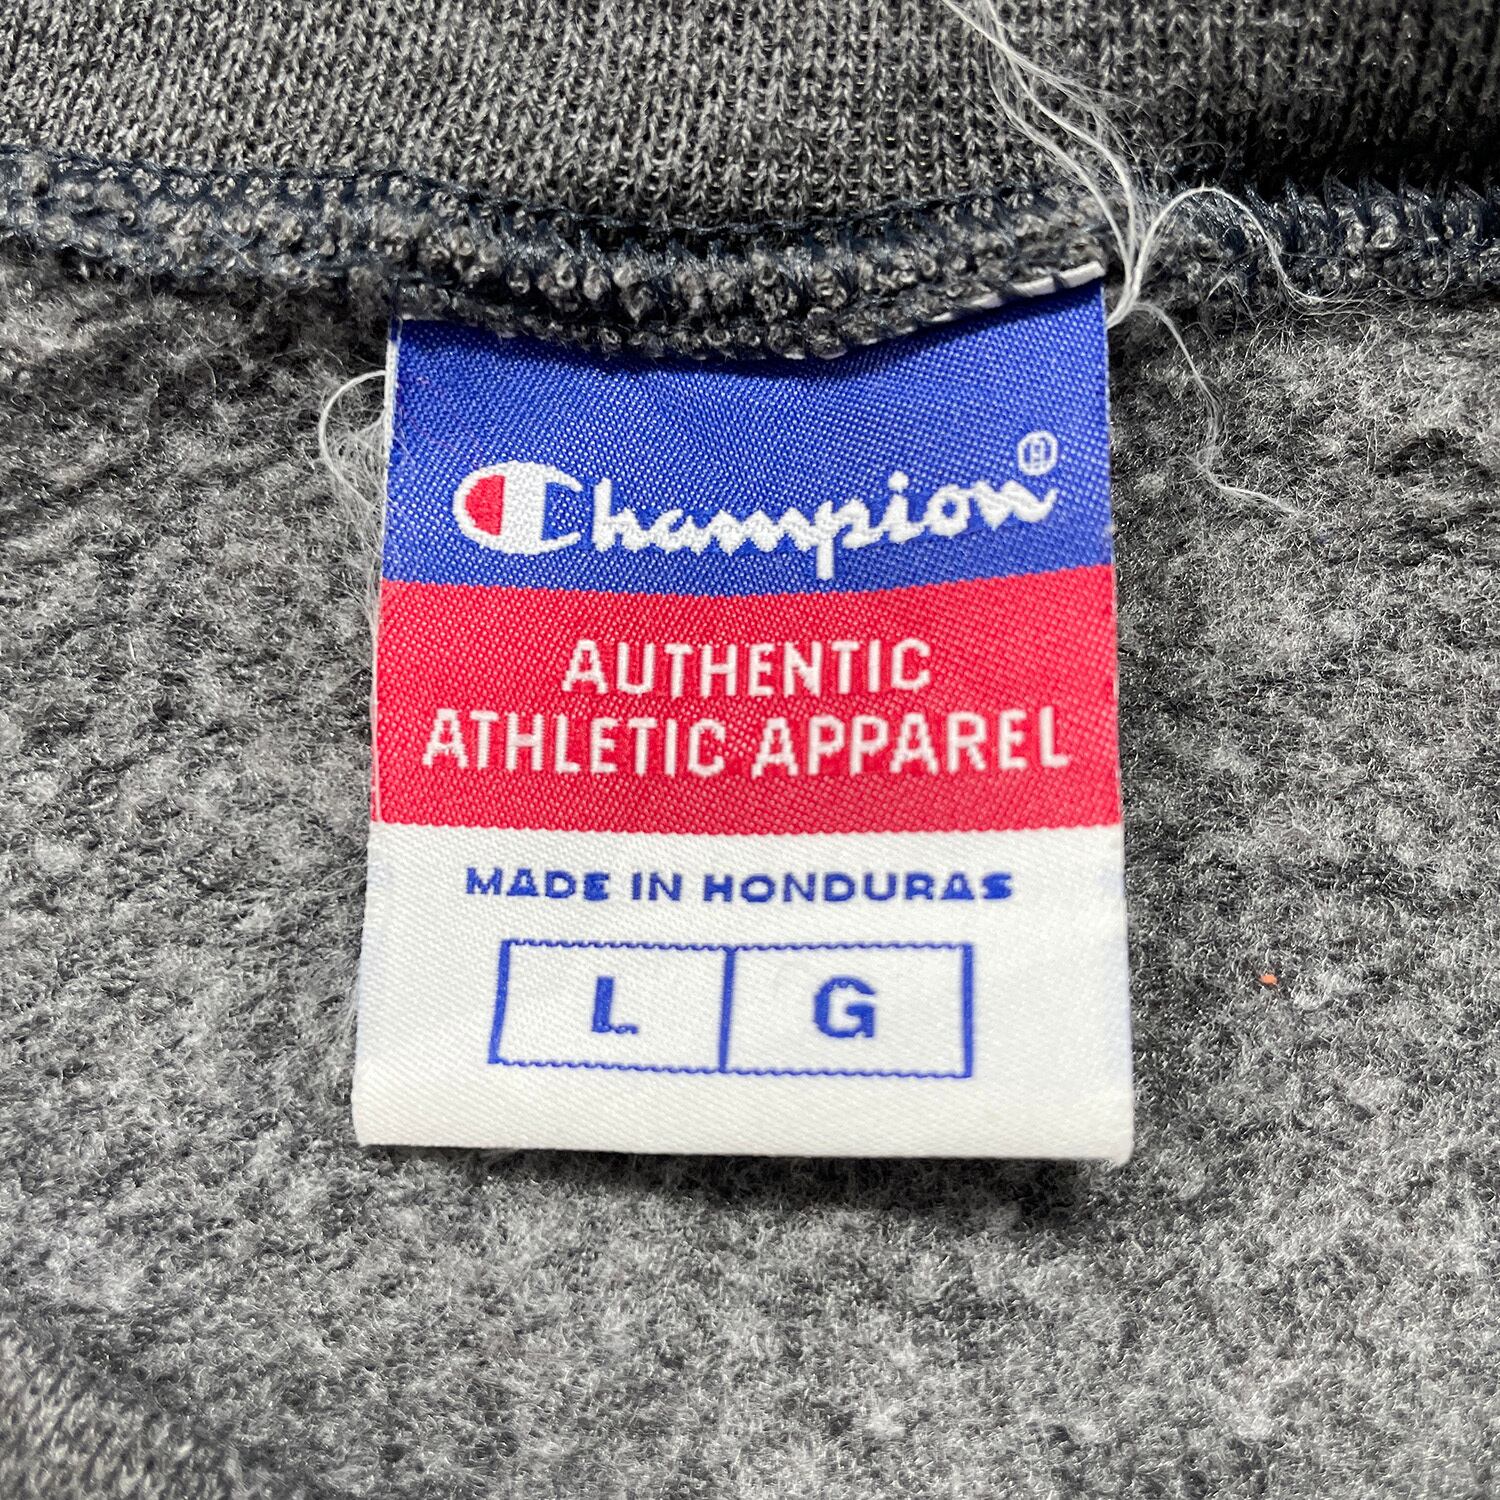 Champion®
AUTHENTIC
ATHLETIC APPAREL
MADE IN HONDURAS
L G